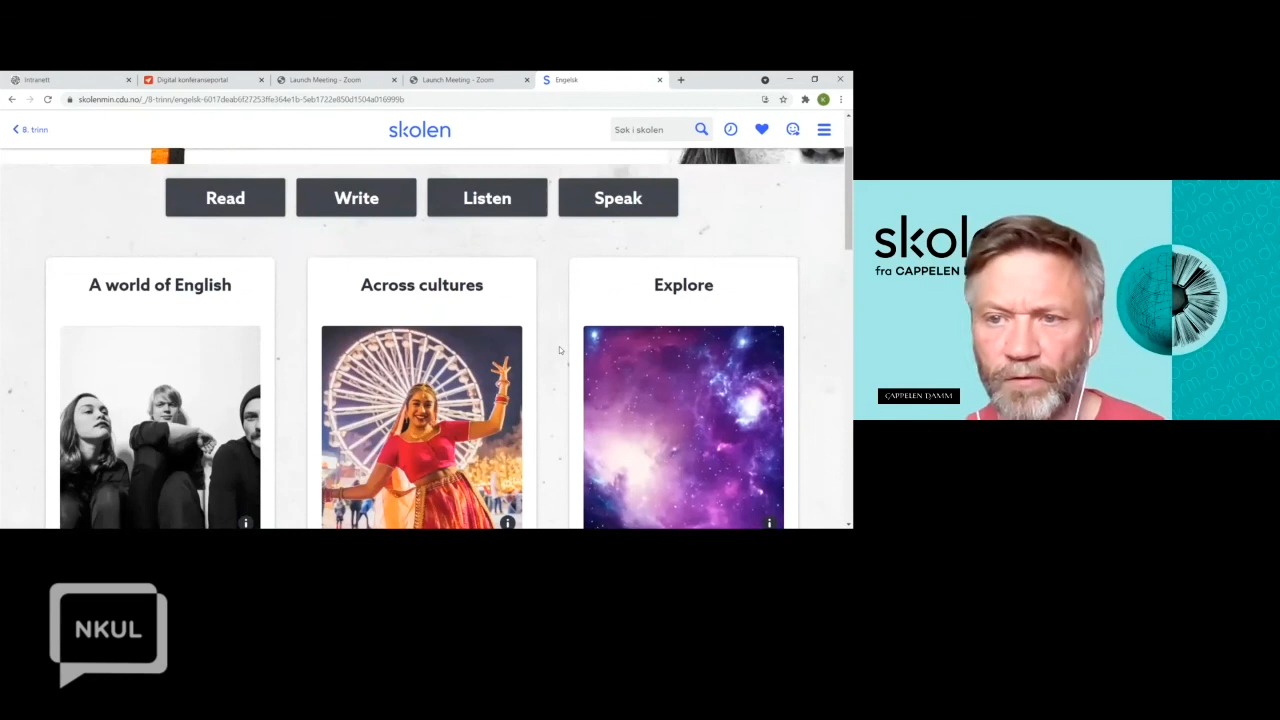 Intranett
Digital konferanseportal
Launch Meeting - Zoom
Launch Meeting - Zoom
Engelsk
skolenmin.cdu.no/_/8-trinn/engelsk-6017deab6f27253ffe364e1b-5eb1722e850d1504a016999b
K
8. trinn
skolen
Søk i skolen
Read
Write
Listen
Speak
A world of English
Across cultures
Explore
skol
fra CAPPELEN
CAPPELEN DAMM
NKUL